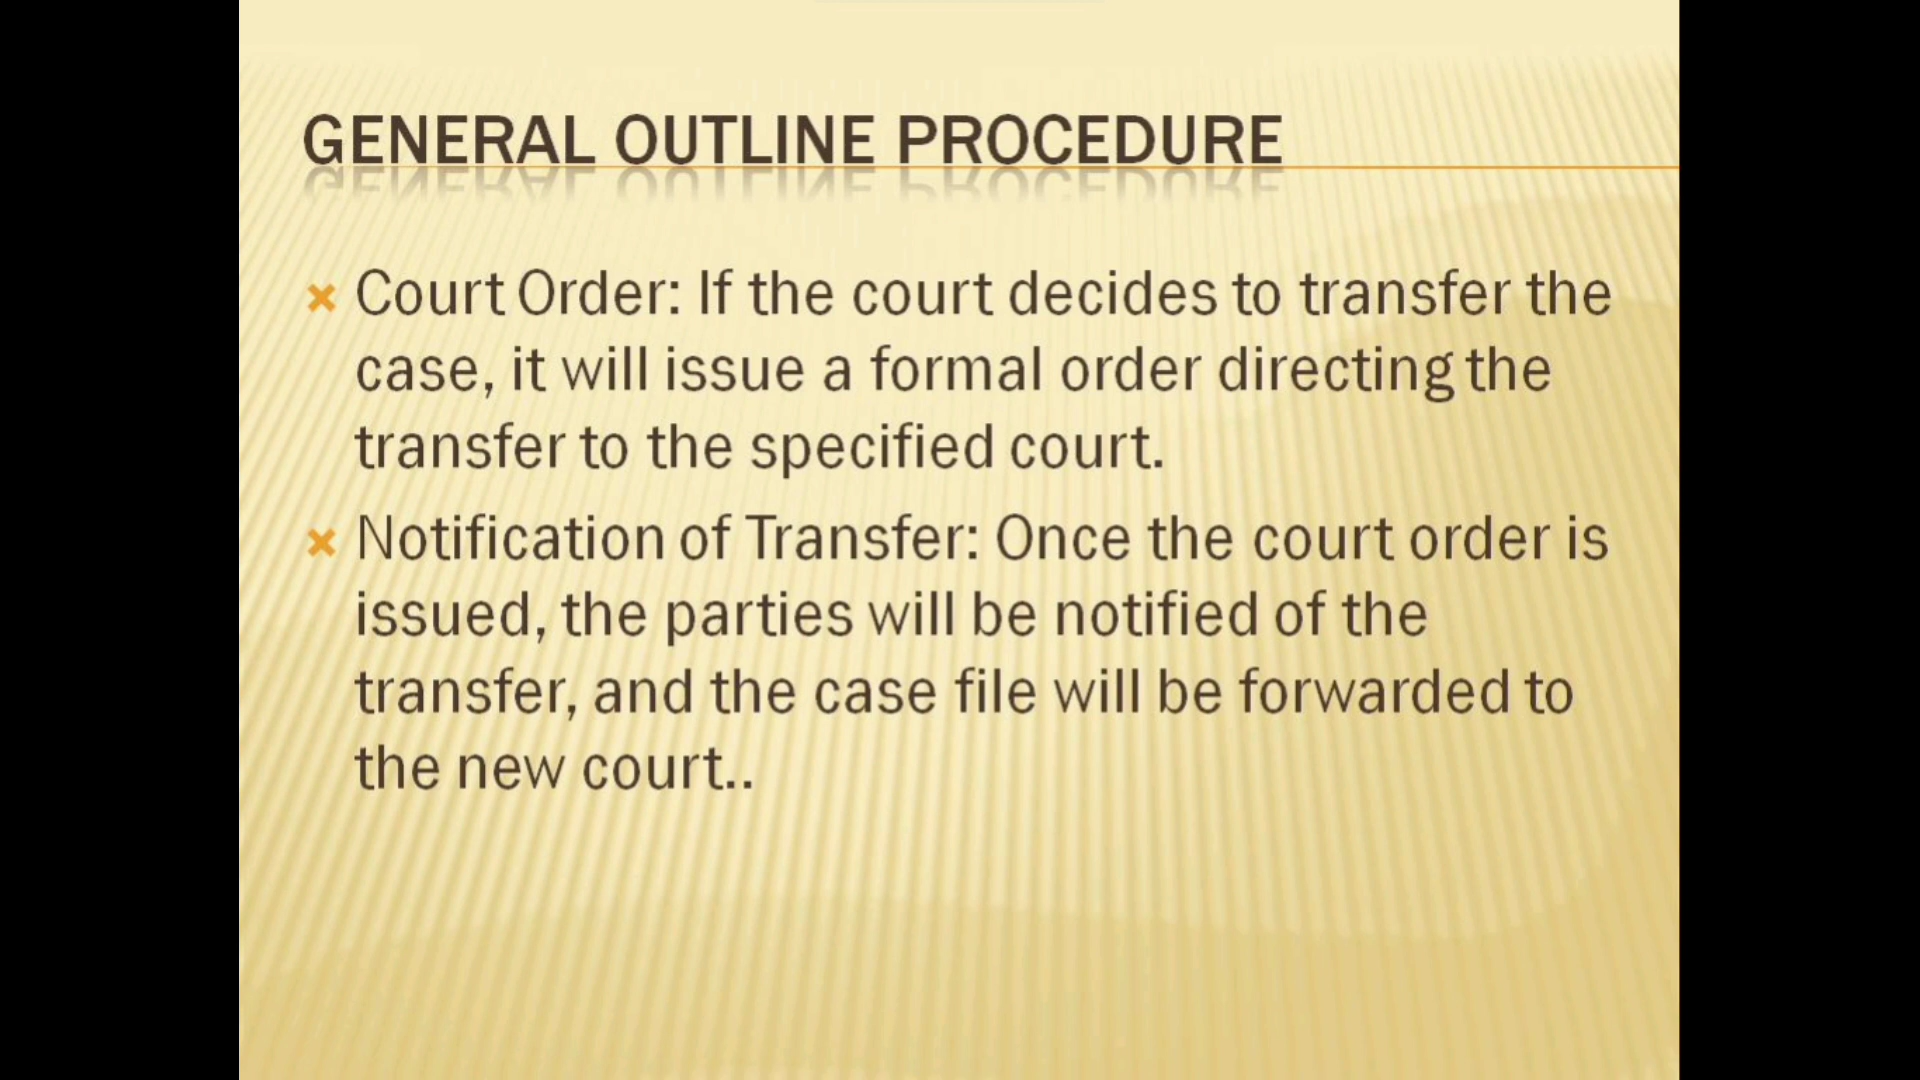 GENERAL OUTLINE PROCEDURE
Court Order: If the court decides to transfer the
case, it will issue a formal order directing the
transfer to the specified court.
Notification of Transfer: Once the court order is
issued, the parties will be notified of the
transfer, and the case file will be forwarded to
the new court..